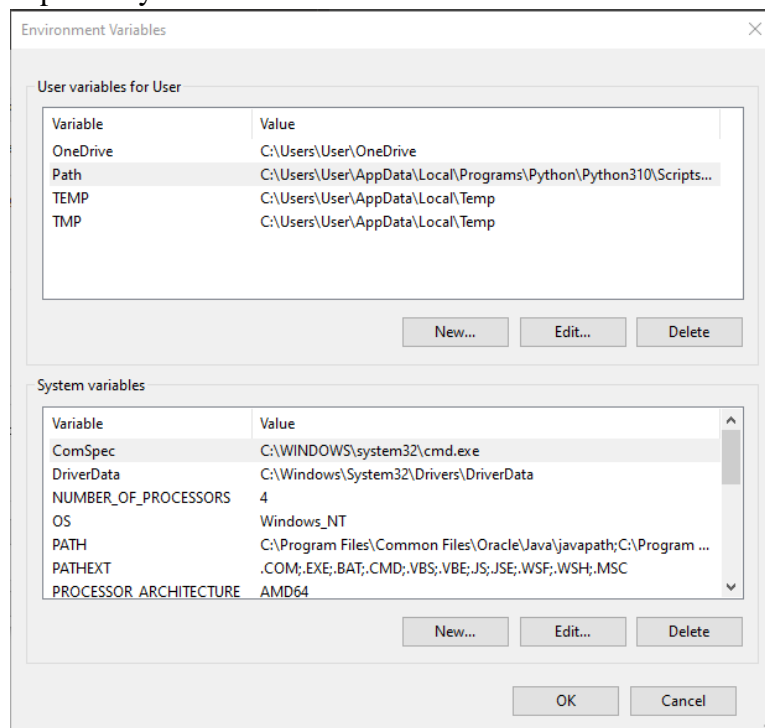 Environment Variables
User variables for User
Variable Value
OneDrive C:\Users\User\OneDrive
Path C:\Users\User\AppData\Local\Programs\Python\Python310\Scripts...
TEMP C:\Users\User\AppData\Local\Temp
TMP C:\Users\User\AppData\Local\Temp
New... Edit... Delete
System variables
Variable Value
ComSpec C:\WINDOWS\system32\cmd.exe
DriverData C:\Windows\System32\Drivers\DriverData
NUMBER_OF_PROCESSORS 4
OS Windows_NT
PATH C:\Program Files\Common Files\Oracle\Java\javapath;C:\Program ...
PATHEXT .COM;.EXE;.BAT;.CMD;.VBS;.VBE;.JS;.JSE;.WSF;.WSH;.MSC
PROCESSOR_ARCHITECTURE AMD64
New... Edit... Delete
OK Cancel